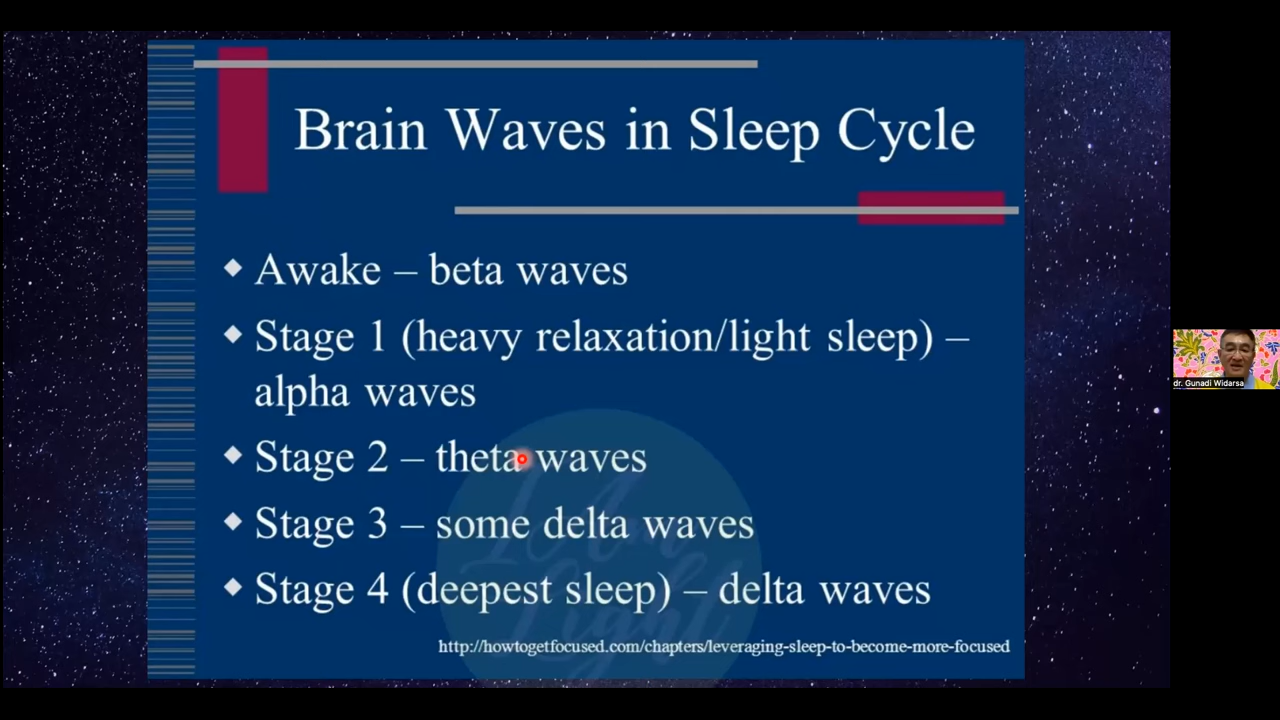 Brain Waves in Sleep Cycle
◆ Awake – beta waves
◆ Stage 1 (heavy relaxation/light sleep) –
alpha waves
◆ Stage 2 – theta waves
◆ Stage 3 – some delta waves
◆ Stage 4 (deepest sleep) – delta waves
I Am
Light
http://howtogetfocused.com/chapters/leveraging-sleep-to-become-more-focused
dr. Gunadi Widarsa